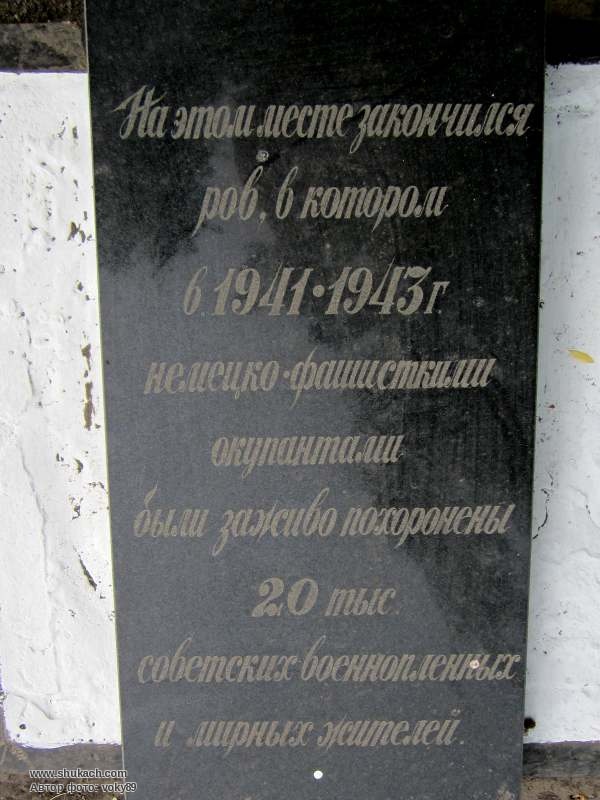 На этом месте закончился
ров, в котором
в. 1941·1943 г.
немецко-фашисткими
окупантами
были заживо похоронены
20 тыс.
советских военнопленных
и мирных жителей.
www.shukach.com
Автор фото: voky89